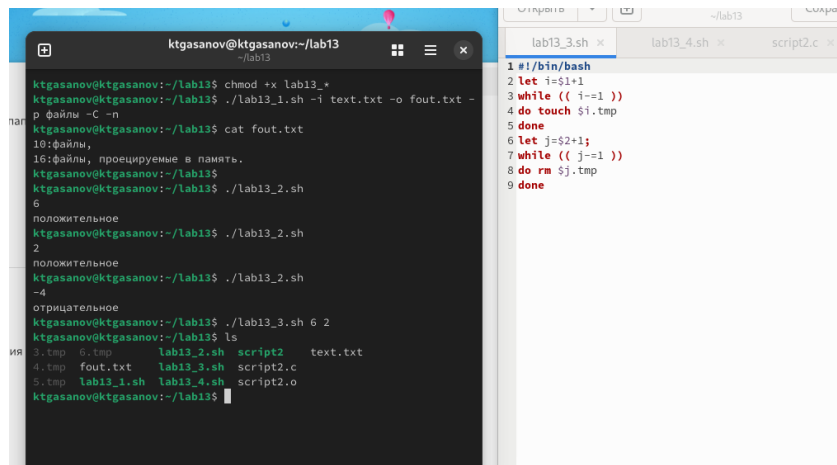 Открыть
~/lab13
ktgasanov@ktgasanov:~/lab13
~/lab13
ktgasanov@ktgasanov:~/lab13$ chmod +x lab13_*
ktgasanov@ktgasanov:~/lab13$ ./lab13_1.sh -i text.txt -o fout.txt -
p файлы -C -n
ktgasanov@ktgasanov:~/lab13$ cat fout.txt
10:файлы,
16:файлы, проецируемые в память.
ktgasanov@ktgasanov:~/lab13$
ktgasanov@ktgasanov:~/lab13$ ./lab13_2.sh
6
положительное
ktgasanov@ktgasanov:~/lab13$ ./lab13_2.sh
2
положительное
ktgasanov@ktgasanov:~/lab13$ ./lab13_2.sh
-4
отрицательное
ktgasanov@ktgasanov:~/lab13$ ./lab13_3.sh 6 2
ktgasanov@ktgasanov:~/lab13$ ls
3.tmp 6.tmp lab13_2.sh script2 text.txt
4.tmp fout.txt lab13_3.sh script2.c
5.tmp lab13_1.sh lab13_4.sh script2.o
ktgasanov@ktgasanov:~/lab13$
lab13_3.sh × lab13_4.sh × script2.c ×
1 #!/bin/bash
2 let i=$1+1
3 while (( i-=1 ))
4 do touch $i.tmp
5 done
6 let j=$2+1;
7 while (( j-=1 ))
8 do rm $j.tmp
9 done